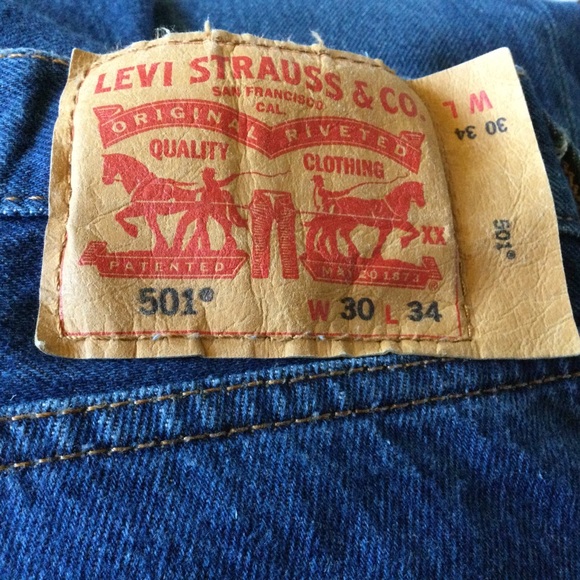 LEVI STRAUSS & CO.
SAN FRANCISCO
CAL.
ORIGINAL RIVETED
QUALITY CLOTHING
XX
PATENTED MAY 20 1873
501®
W 30 L 34
W L
30 34
501®